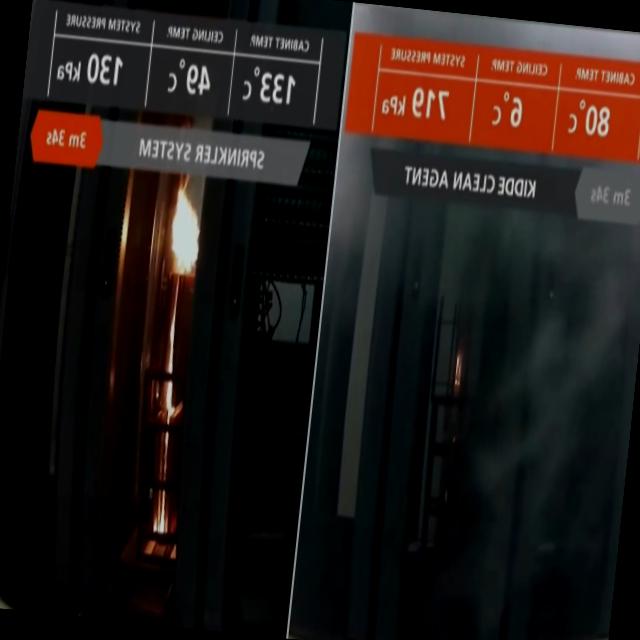 CABINET TEMP.
CEILING TEMP.
SYSTEM PRESSURE
80°C
6°C
719 kPa
KIDDE CLEAN AGENT
3m 34s
CABINET TEMP.
CEILING TEMP.
SYSTEM PRESSURE
133°C
49°C
130 kPa
SPRINKLER SYSTEM
3m 34s